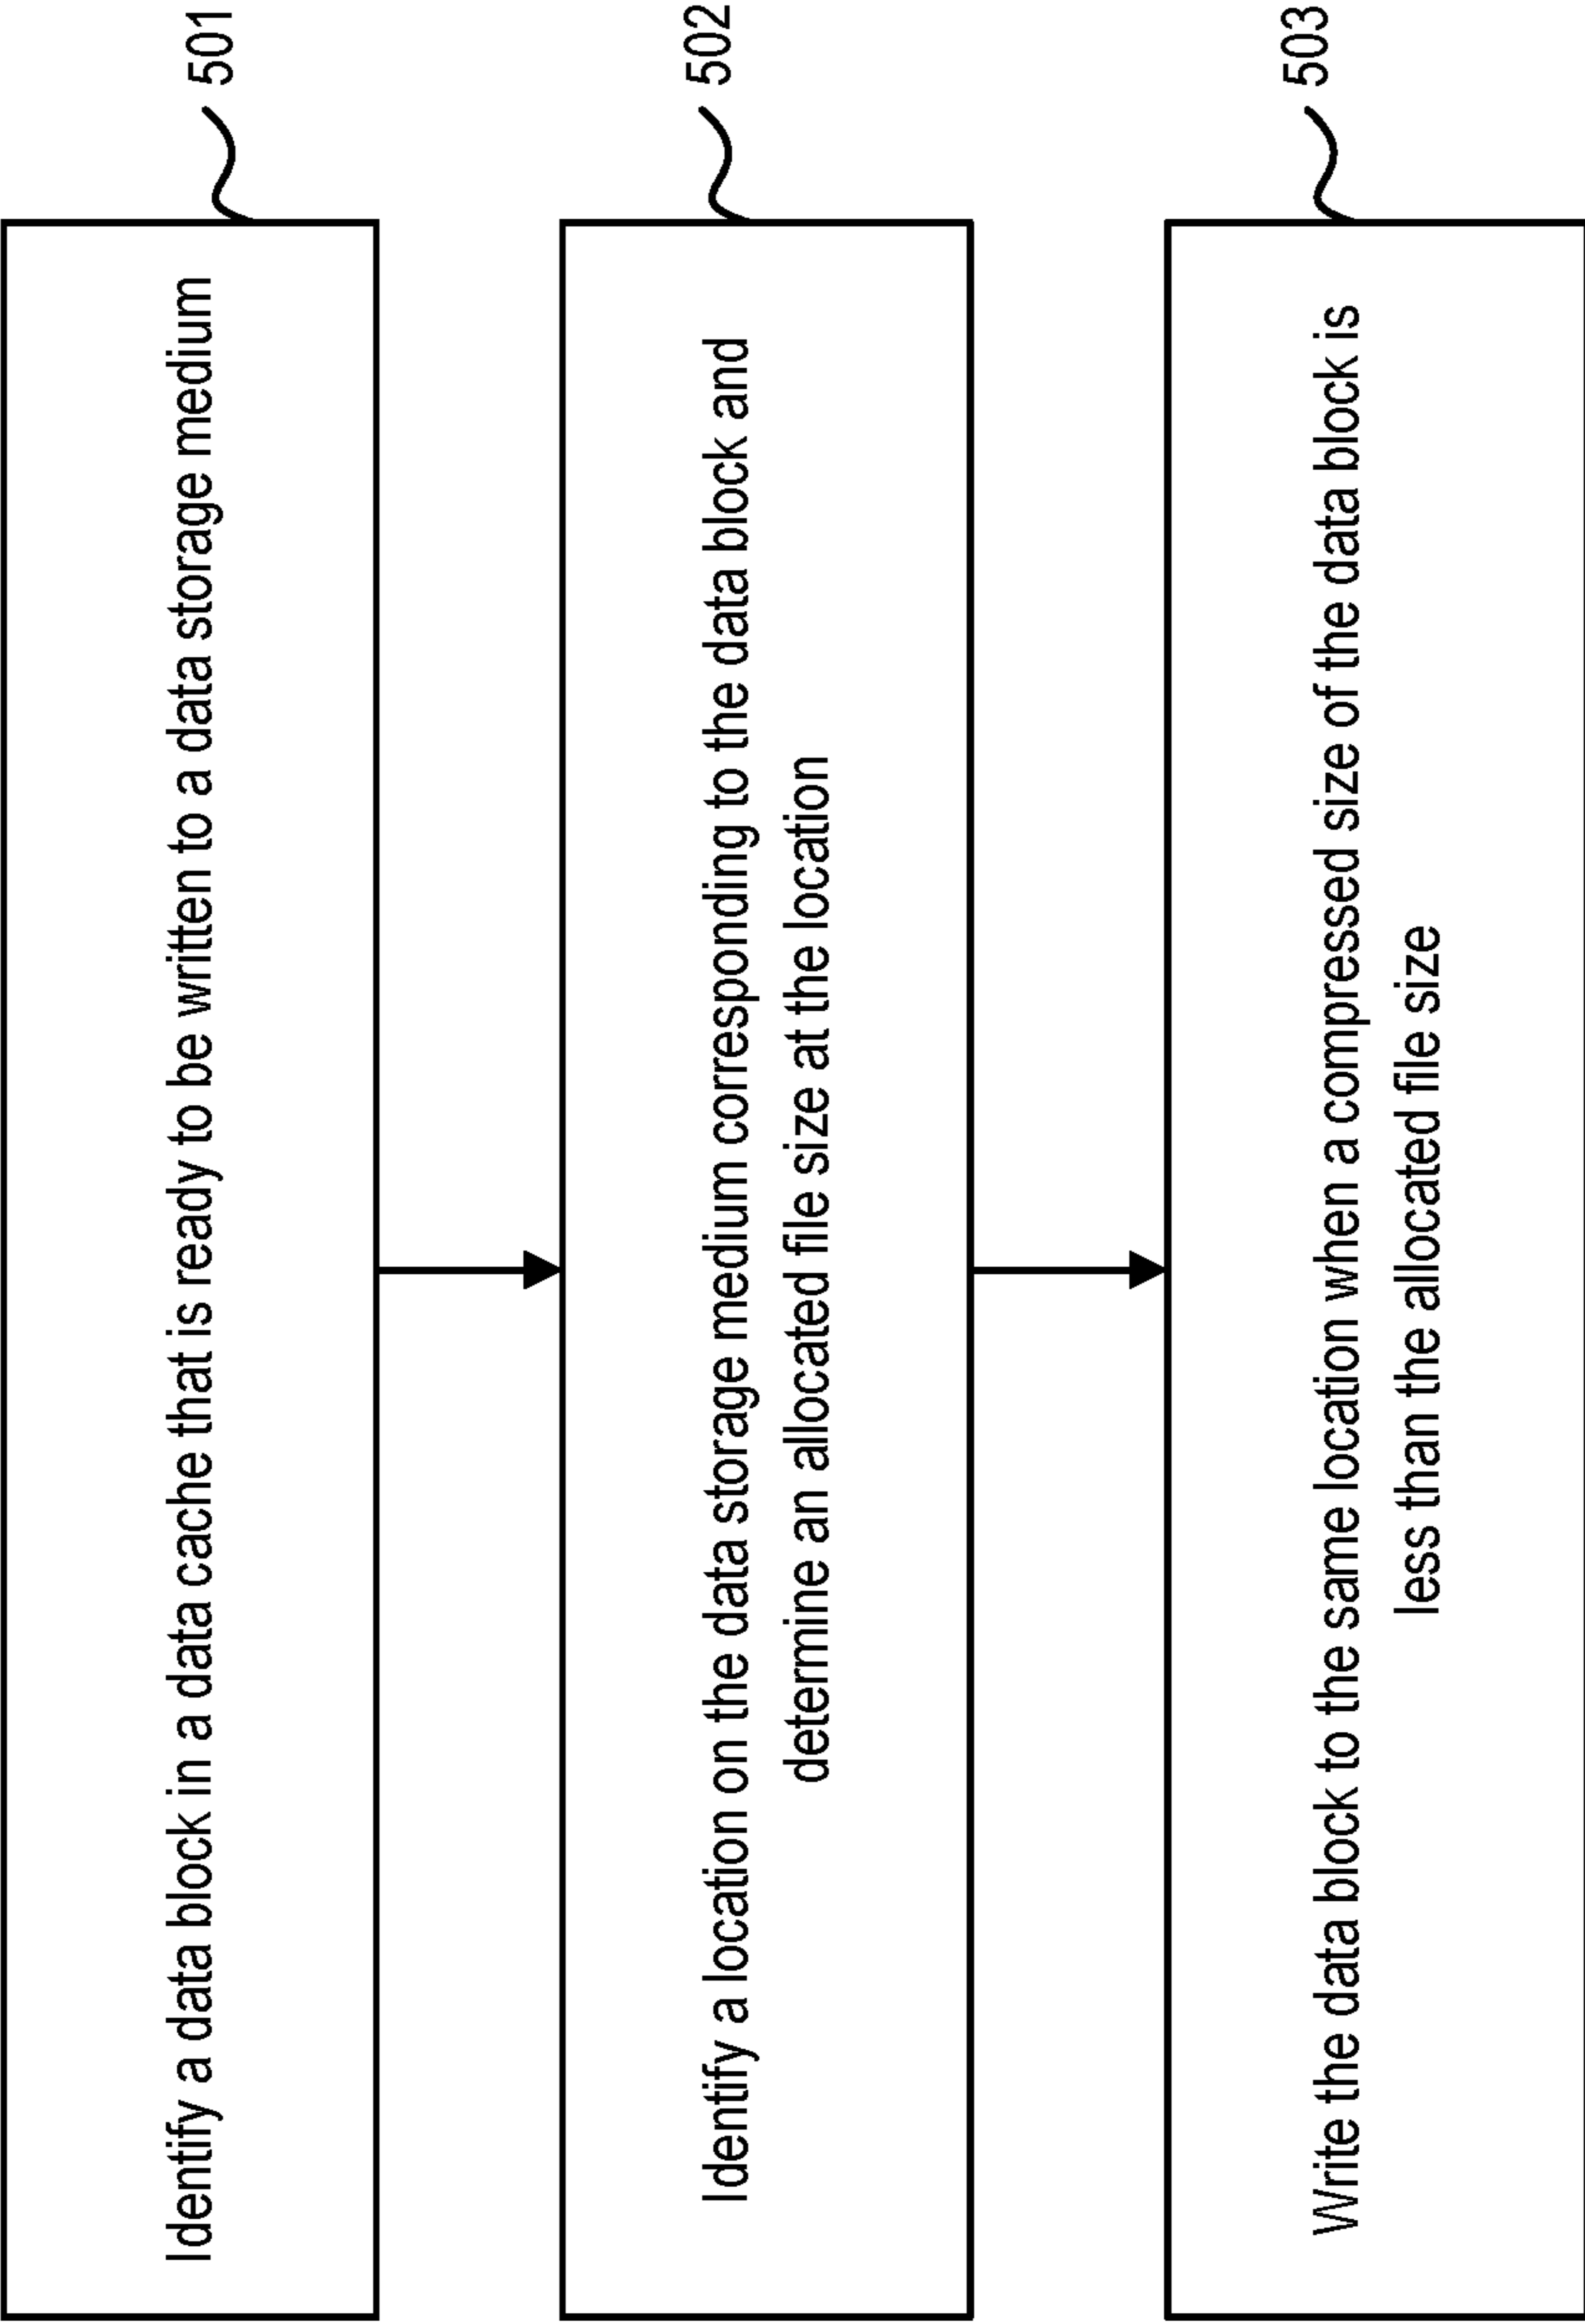 Identify a data block in a data cache that is ready to be written to a data storage medium
501
Identify a location on the data storage medium corresponding to the data block and
determine an allocated file size at the location
502
Write the data block to the same location when a compressed size of the data block is
less than the allocated file size
503